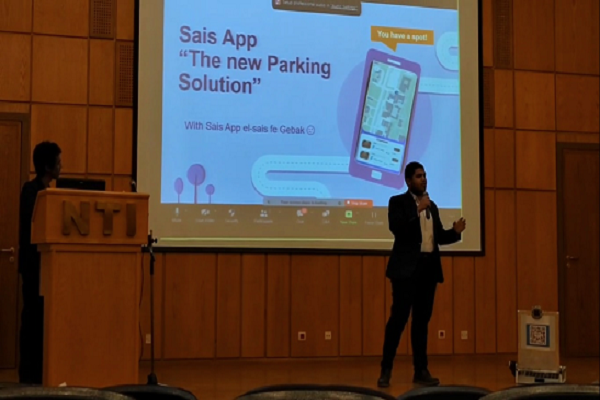 You have a spot!
Sais App
"The new Parking
Solution"
With Sais App el-sais fe Gebak ☺
NTI